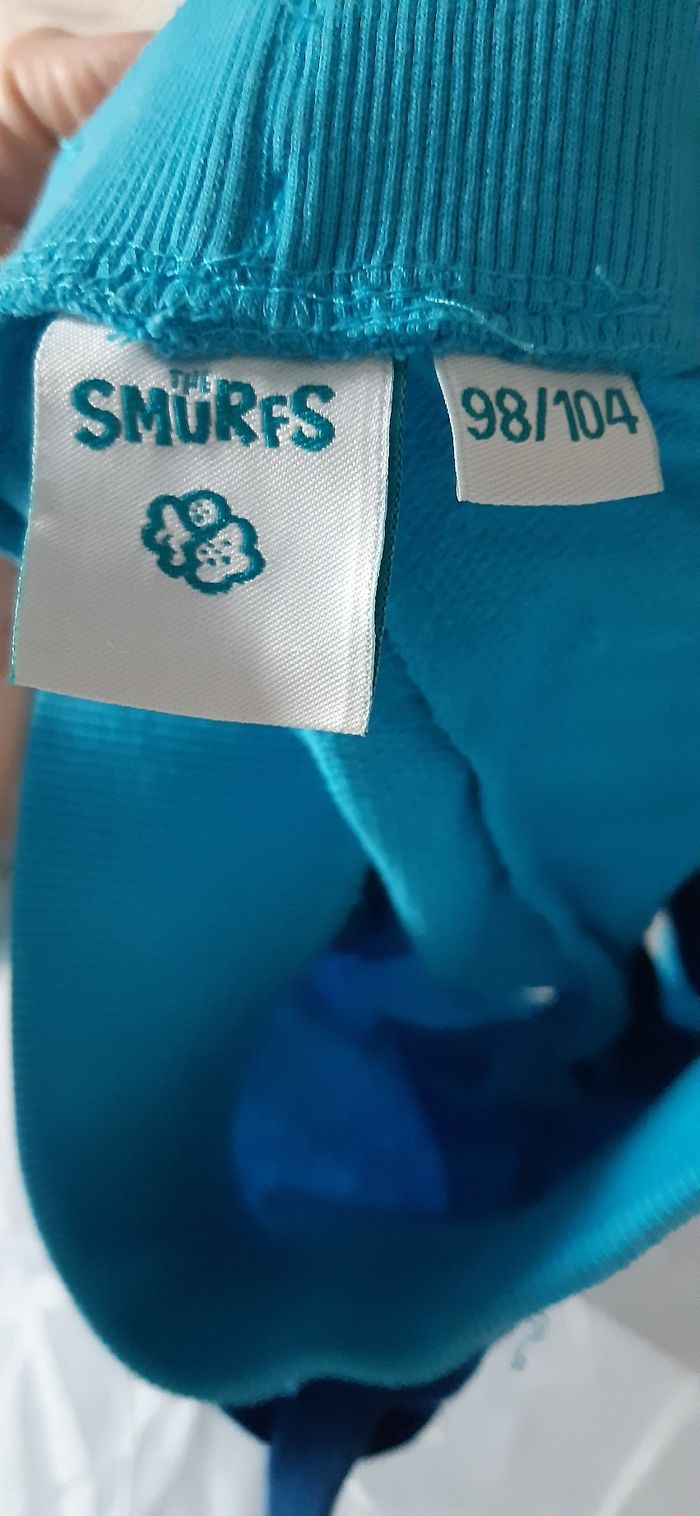 THE
SMURFS
98/104